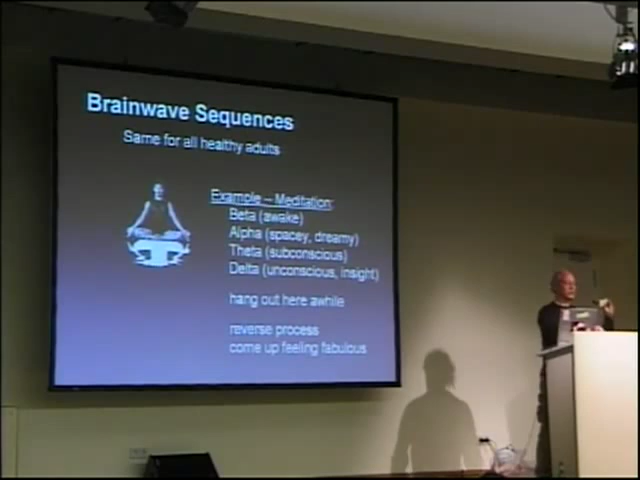 Brainwave Sequences
Same for all healthy adults
Example – Meditation:
Beta (awake)
Alpha (spacey, dreamy)
Theta (subconscious)
Delta (unconscious, insight)
hang out here awhile
reverse process
come up feeling fabulous